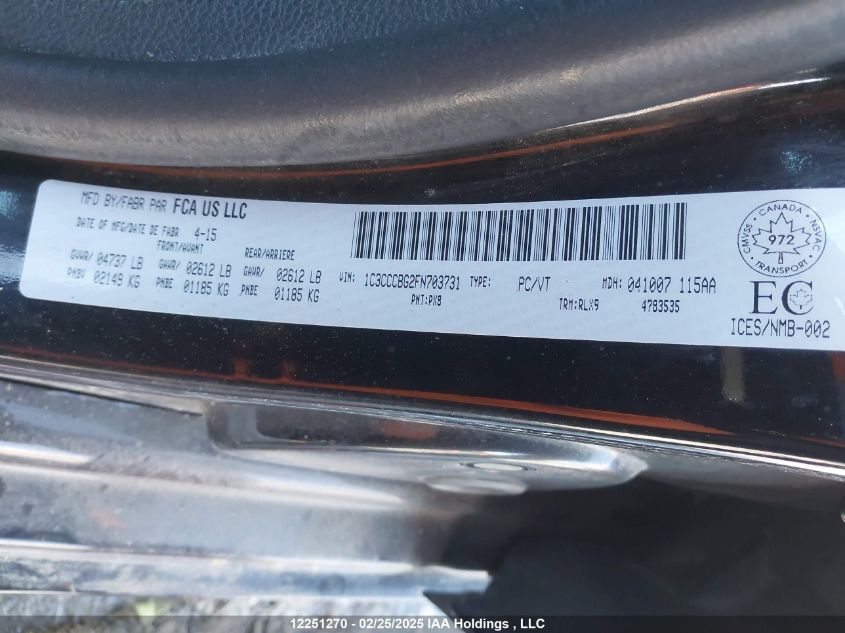 MFD BY/FABR PAR FCA US LLC
DATE OF MFG/DATE DE FABR 4-15
FRONT/AVANT REAR/ARRIERE
GVWR/ 04737 LB GAWR/ 02612 LB GAWR/ 02612 LB
PNBV 02149 KG PNBE 01185 KG PNBE 01185 KG
VIN: 1C3CCCBG2FN703731 TYPE: PC/VT MDH: 041007 115AA
PNT:PX8 TRM:RLX9 4783535
CANADA
CMVSS 972 NSVAC
TRANSPORT
EC
ICES/NMB-002
12251270 - 02/25/2025 IAA Holdings , LLC